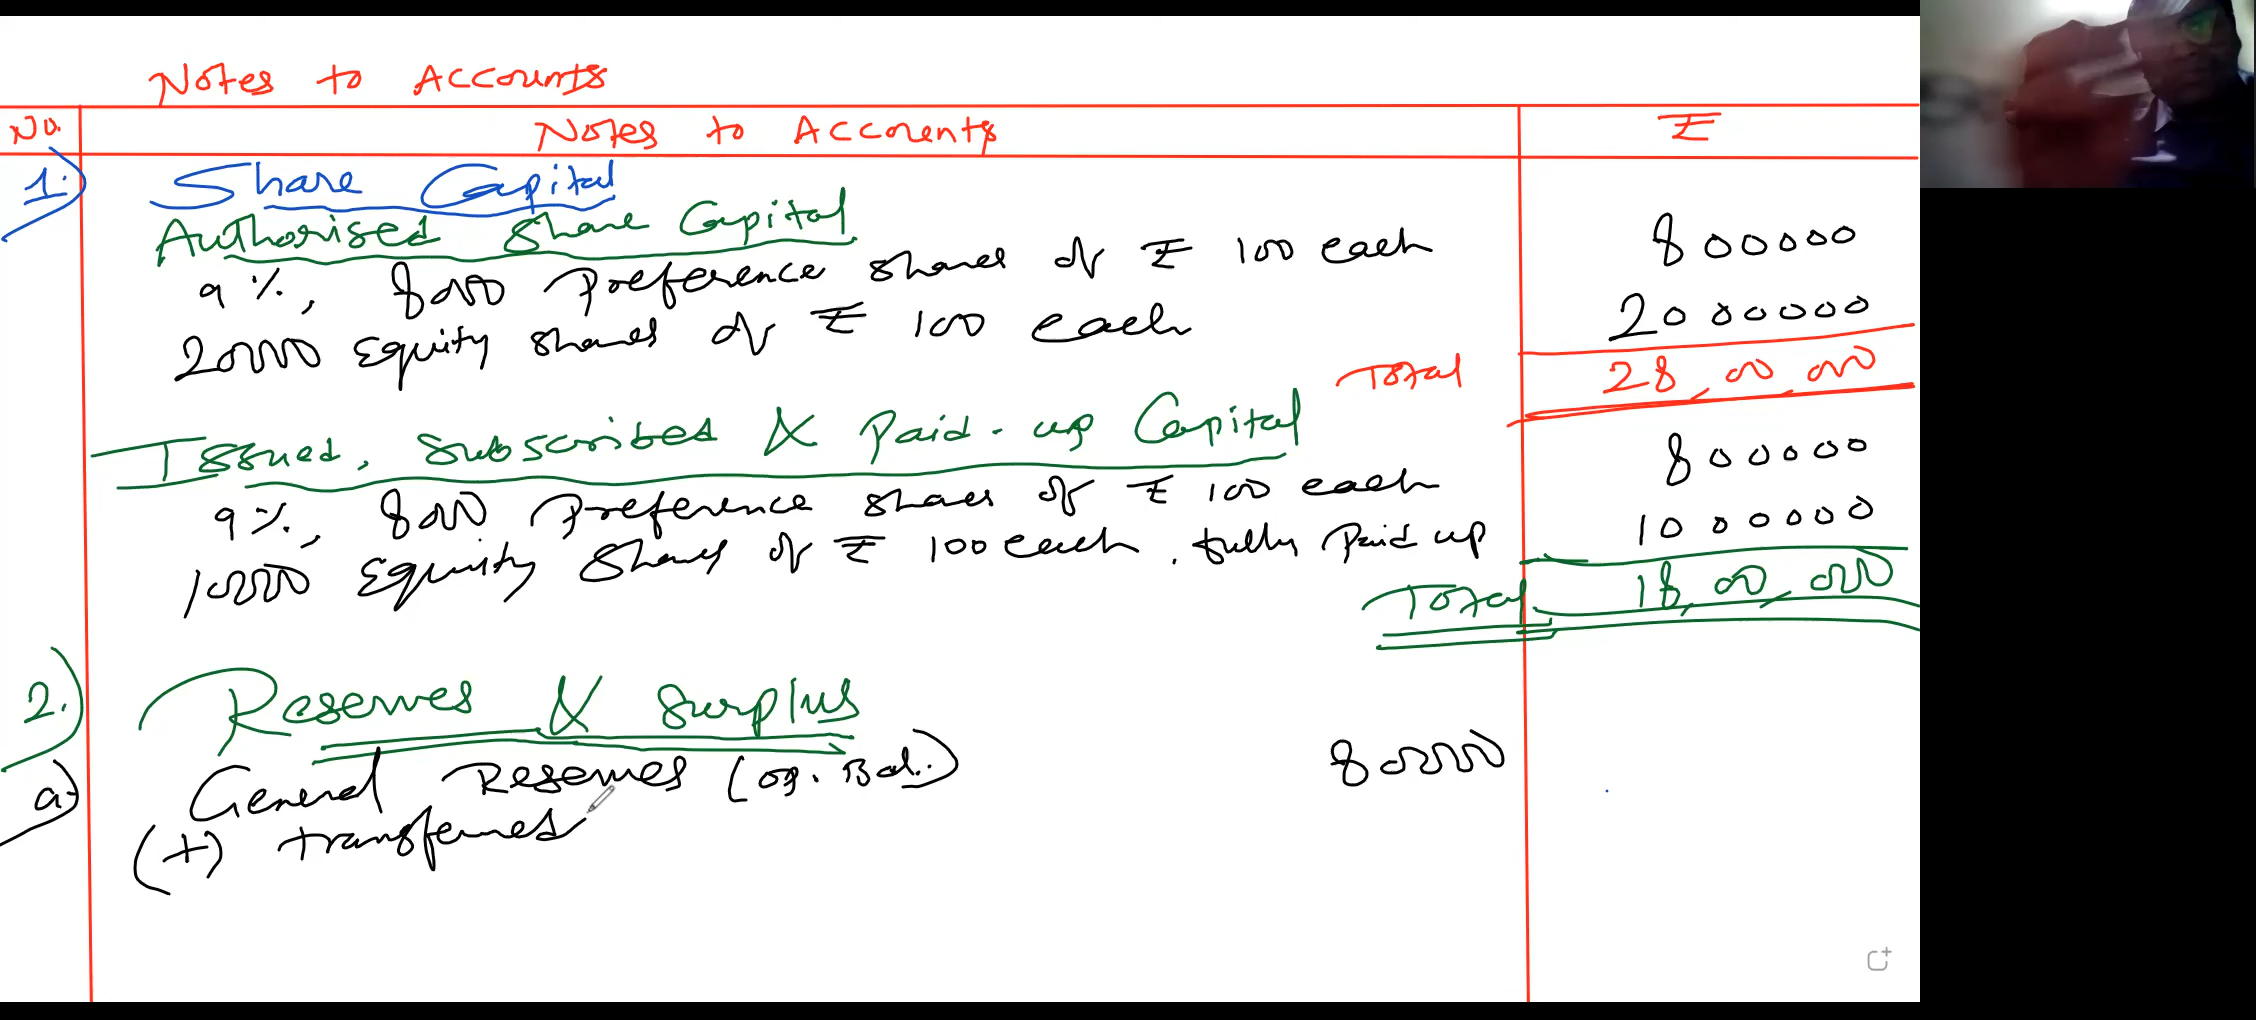 Notes to Accounts
No. Notes to Accounts ₹
1. Share Capital
Authorised Share Capital
9%, 8000 Preference shares of ₹ 100 each 800000
20000 Equity shares of ₹ 100 each 2000000
Total 28,00,000
Issued, Subscribed & Paid-up Capital
9%, 8000 Preference shares of ₹ 100 each 800000
10000 Equity Shares of ₹ 100 each, fully Paid up 1000000
Total 18,00,000
2. Reserves & Surplus
a) General Reserves (op. Bal.) 80000
(+) transferred